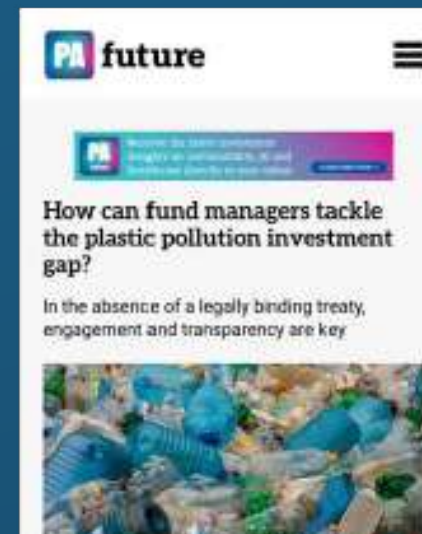 PA future
PA
How can fund managers tackle
the plastic pollution investment
gap?
In the absence of a legally binding treaty,
engagement and transparency are key